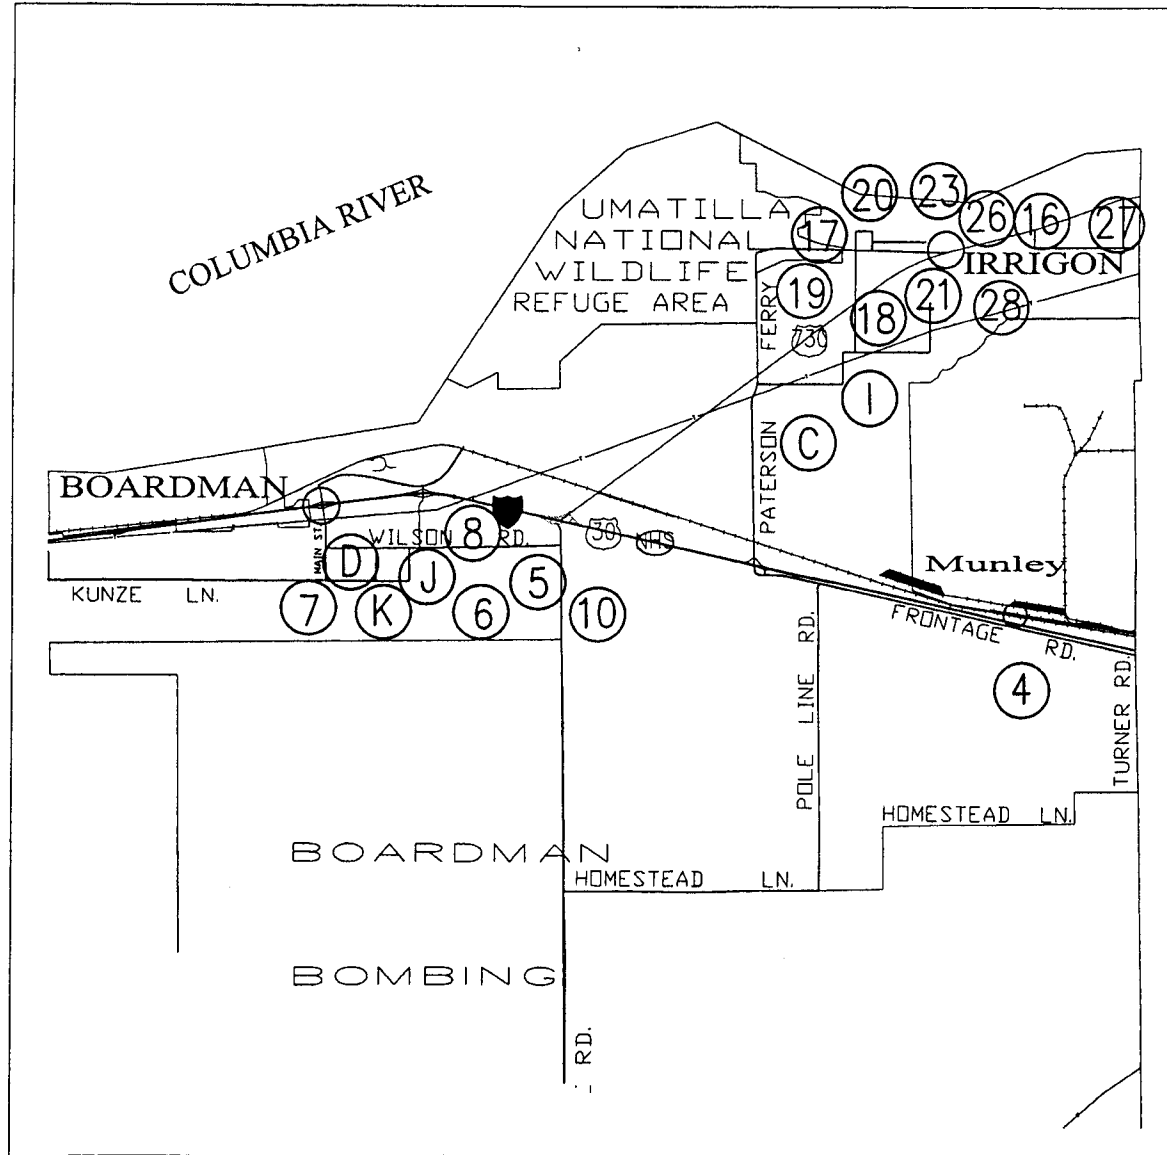 COLUMBIA RIVER
UMATILLA
NATIONAL
WILDLIFE
REFUGE AREA
20
23
26
16
27
17
IRRIGON
19
21
28
18
FERRY
730
I
C
PATERSON
BOARDMAN
MAIN ST.
WILSON RD.
8
30
NHS
D
J
5
Munley
KUNZE LN.
7
K
6
10
FRONTAGE RD.
POLE LINE RD.
4
TURNER RD.
HOMESTEAD LN.
BOARDMAN
HOMESTEAD LN.
BOMBING
RD.